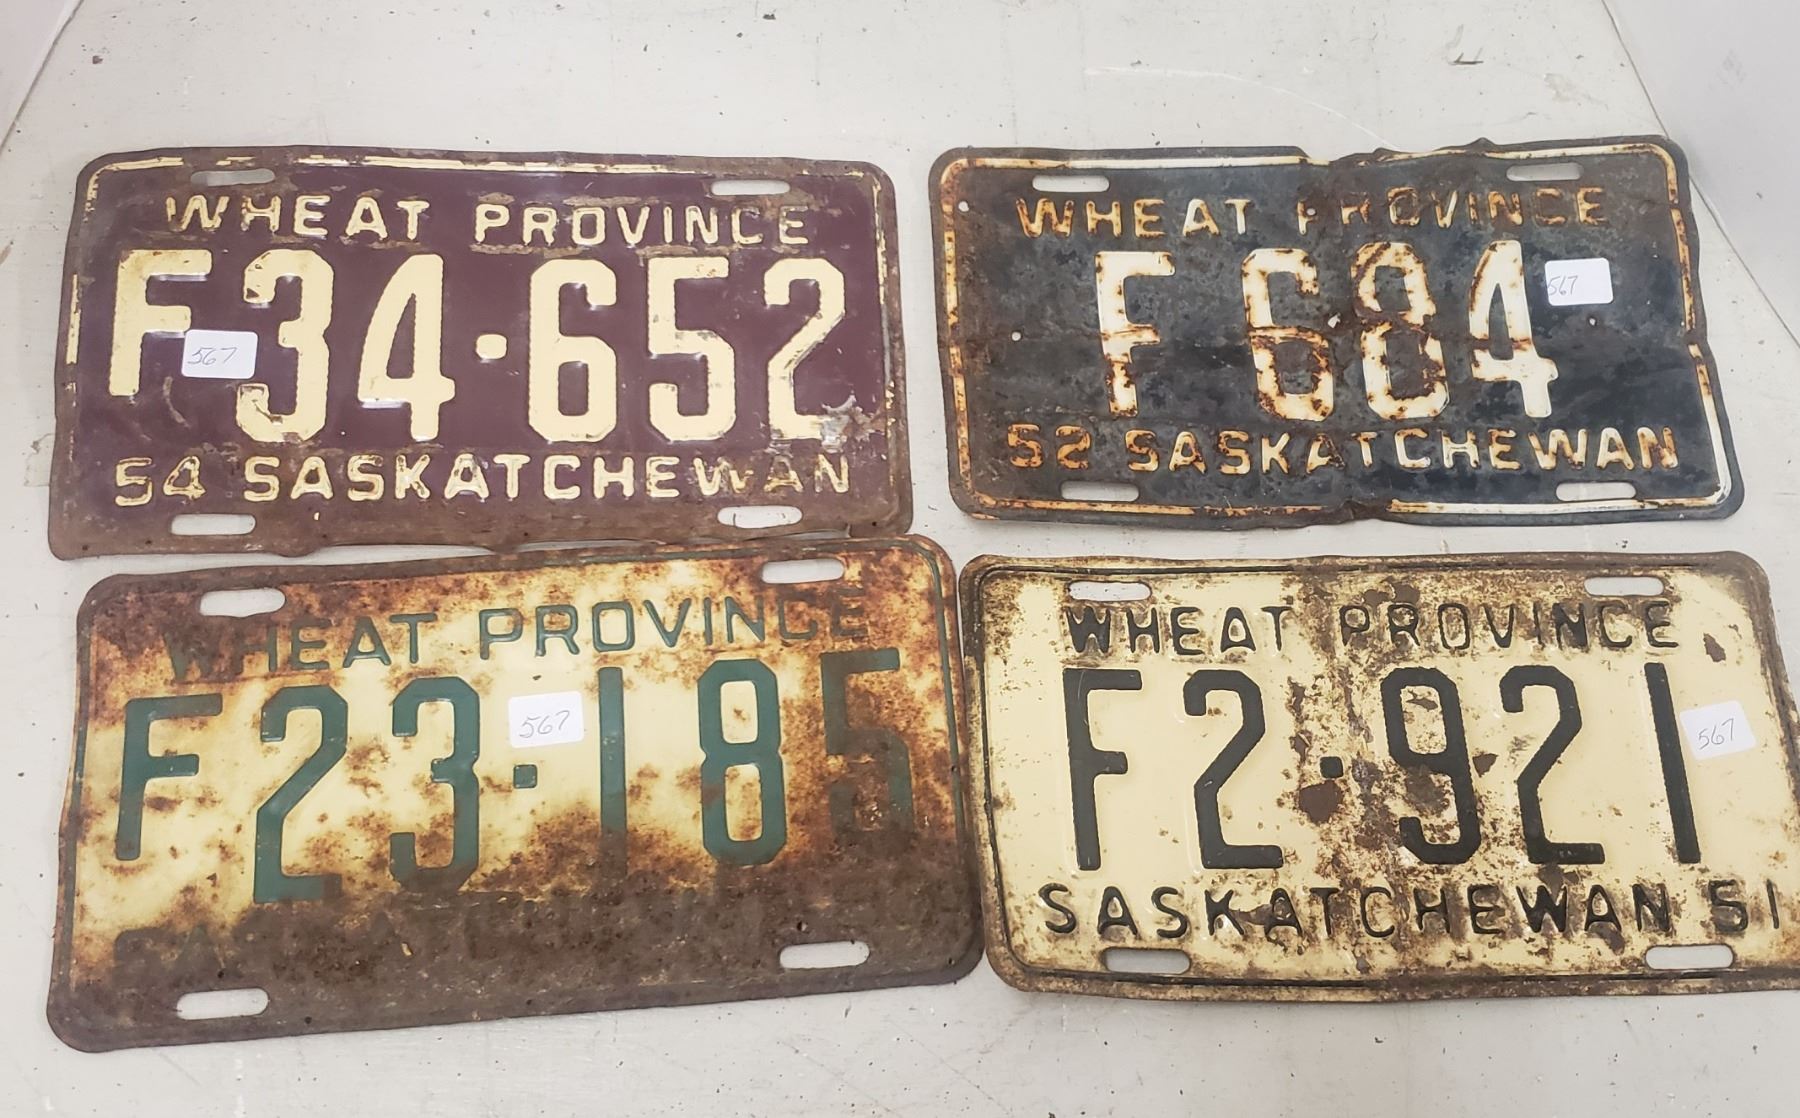 WHEAT PROVINCE
F34·652
567
54 SASKATCHEWAN
WHEAT PROVINCE
F 684
567
52 SASKATCHEWAN
WHEAT PROVINCE
F23·185
567
SASKATCHEWAN
WHEAT PROVINCE
F2·921
567
SASKATCHEWAN 51